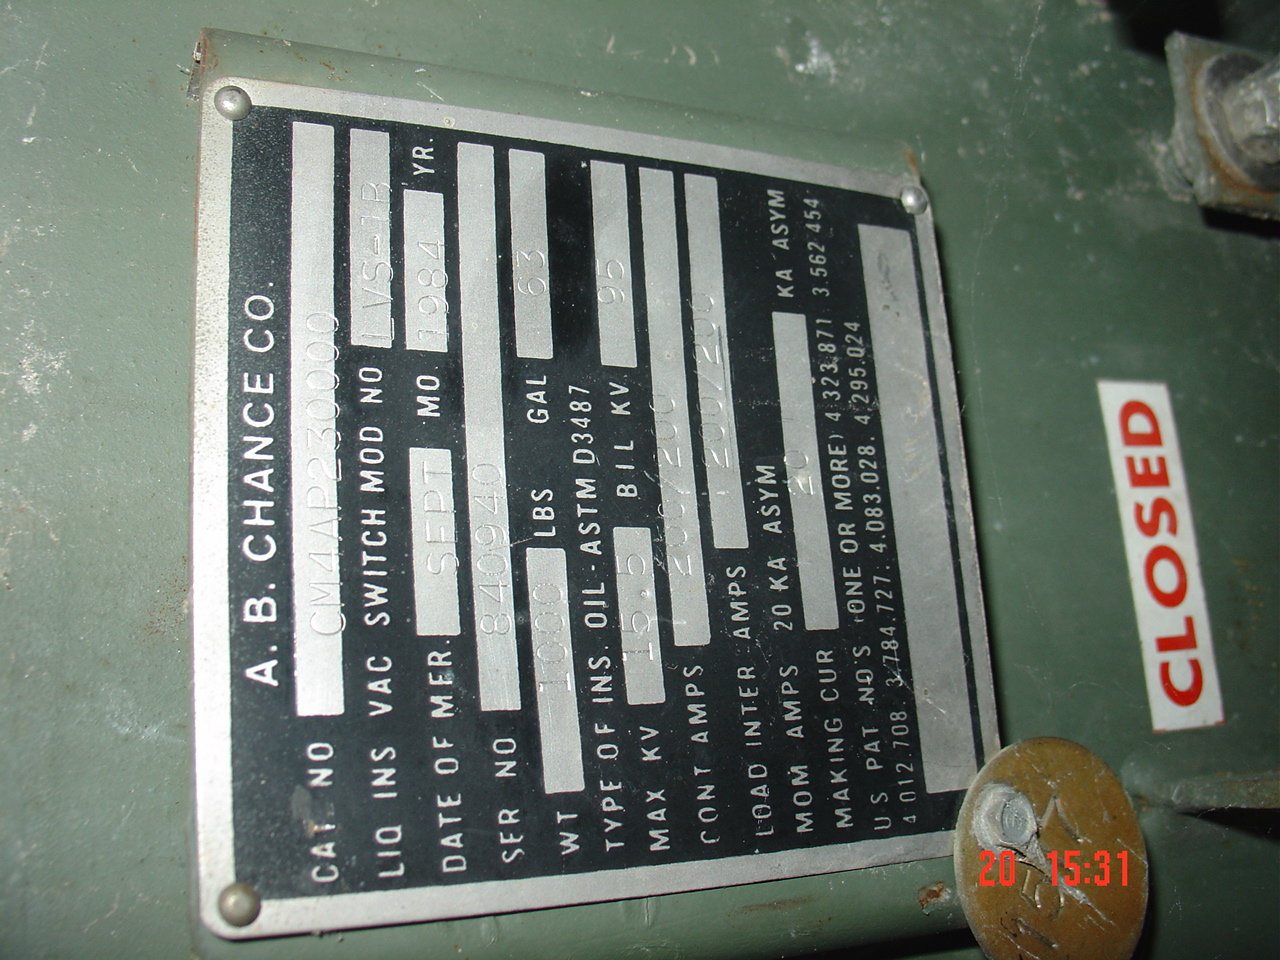 A. B. CHANCE CO.
CAT. NO CM4AP230000
LIQ INS VAC SWITCH MOD NO LVS-1B
DATE OF MFR. SEPT MO. 1984 YR.
SER NO 840940
WT 1000 LBS 63 GAL
TYPE OF INS. OIL-ASTM D3487
MAX KV 15.5 BIL KV 95
CONT AMPS 200/200
LOAD INTER AMPS 200/200
MOM AMPS 20 KA ASYM
MAKING CUR 20 KA ASYM
US PAT NO'S (ONE OR MORE) 4.323.871 3.562.454
4.012.708. 3.784.727. 4.083.028. 4.295.024
CLOSED
20 15:31